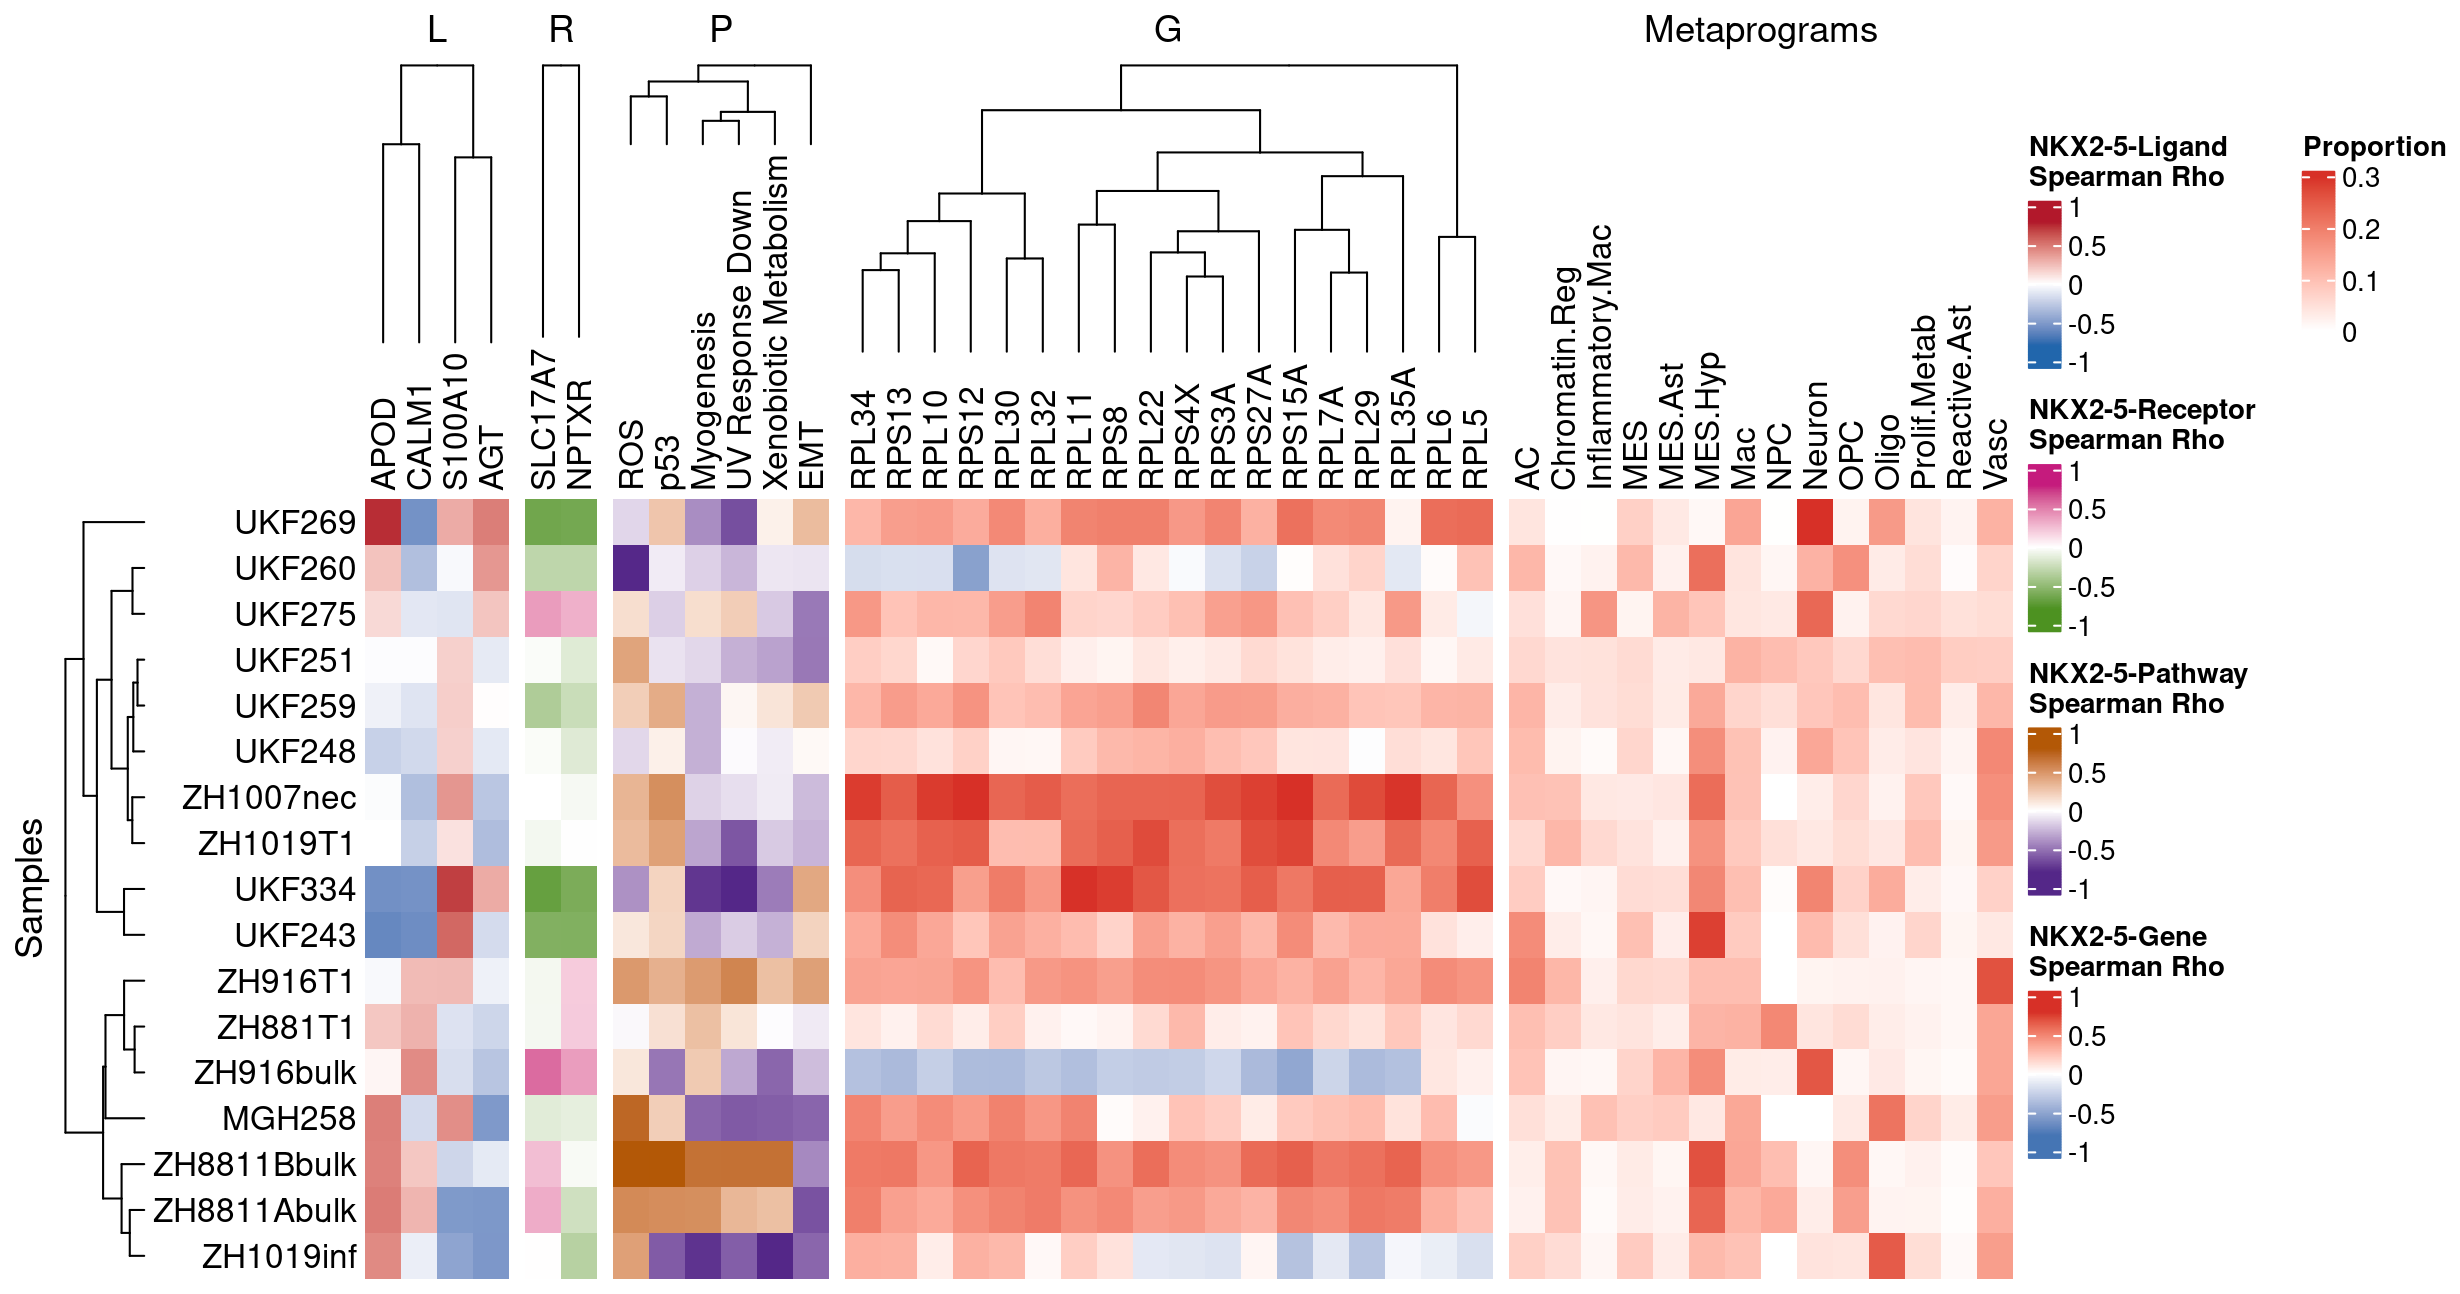 L
R
P
G
Metaprograms
APOD
CALM1
S100A10
AGT
SLC17A7
NPTXR
ROS
p53
Myogenesis
UV Response Down
Xenobiotic Metabolism
EMT
RPL34
RPS13
RPL10
RPS12
RPL30
RPL32
RPL11
RPS8
RPL22
RPS4X
RPS3A
RPS27A
RPS15A
RPL7A
RPL29
RPL35A
RPL6
RPL5
AC
Chromatin.Reg
Inflammatory.Mac
MES
MES.Ast
MES.Hyp
Mac
NPC
Neuron
OPC
Oligo
Prolif.Metab
Reactive.Ast
Vasc
Samples
UKF269
UKF260
UKF275
UKF251
UKF259
UKF248
ZH1007nec
ZH1019T1
UKF334
UKF243
ZH916T1
ZH881T1
ZH916bulk
MGH258
ZH8811Bbulk
ZH8811Abulk
ZH1019inf
NKX2-5-Ligand
Spearman Rho
1
0.5
0
-0.5
-1
NKX2-5-Receptor
Spearman Rho
1
0.5
0
-0.5
-1
NKX2-5-Pathway
Spearman Rho
1
0.5
0
-0.5
-1
NKX2-5-Gene
Spearman Rho
1
0.5
0
-0.5
-1
Proportion
0.3
0.2
0.1
0